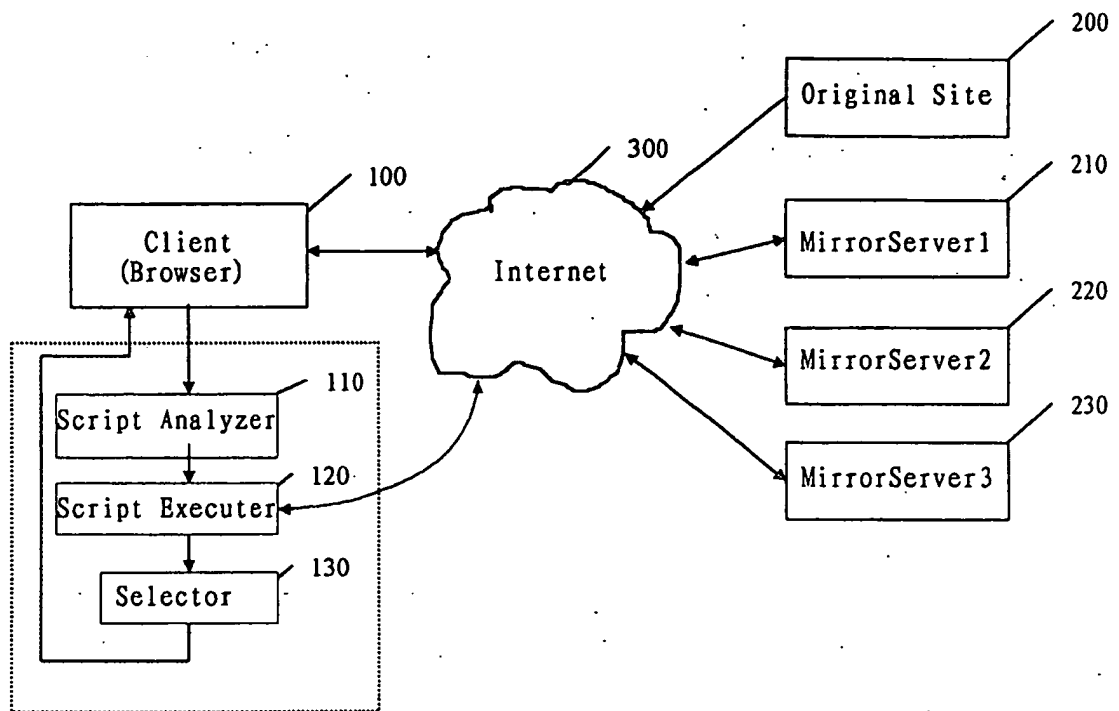 200
Original Site
300
100
210
Client
(Browser)
Internet
MirrorServer1
220
110
MirrorServer2
Script Analyzer
230
120
Script Executer
MirrorServer3
130
Selector